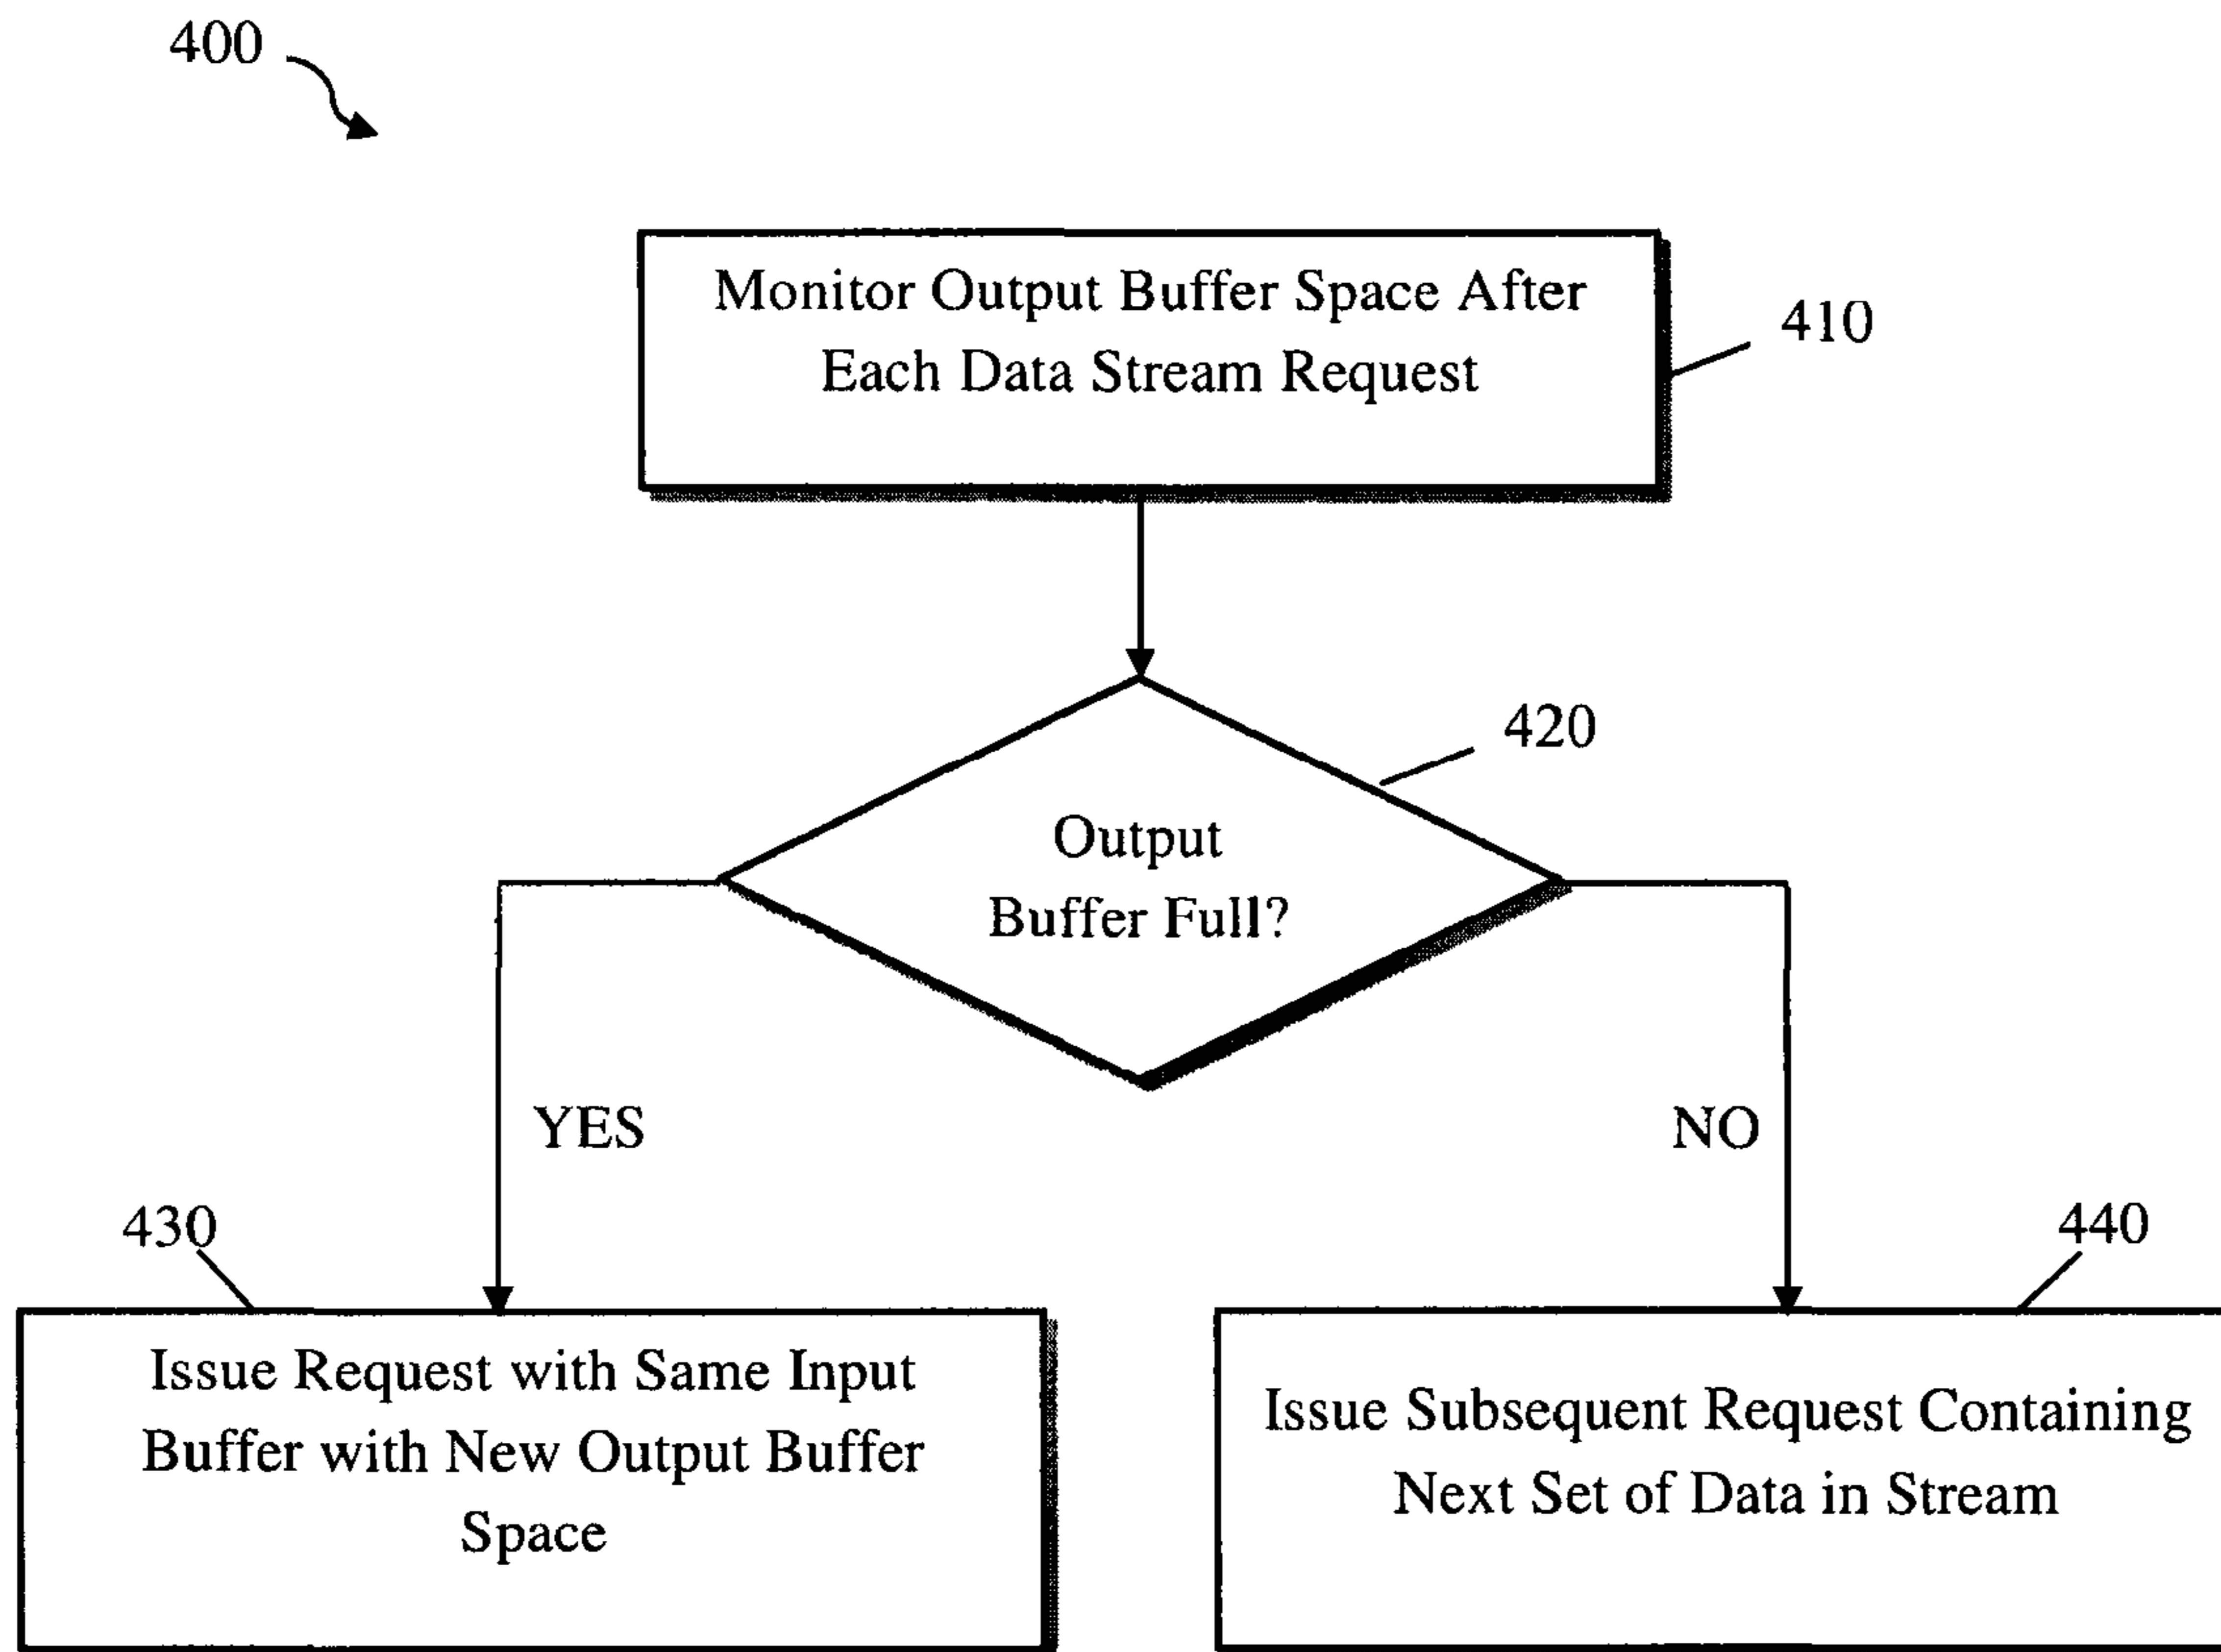 400
Monitor Output Buffer Space After
Each Data Stream Request
410
420
Output
Buffer Full?
YES
NO
430
440
Issue Request with Same Input
Buffer with New Output Buffer
Space
Issue Subsequent Request Containing
Next Set of Data in Stream